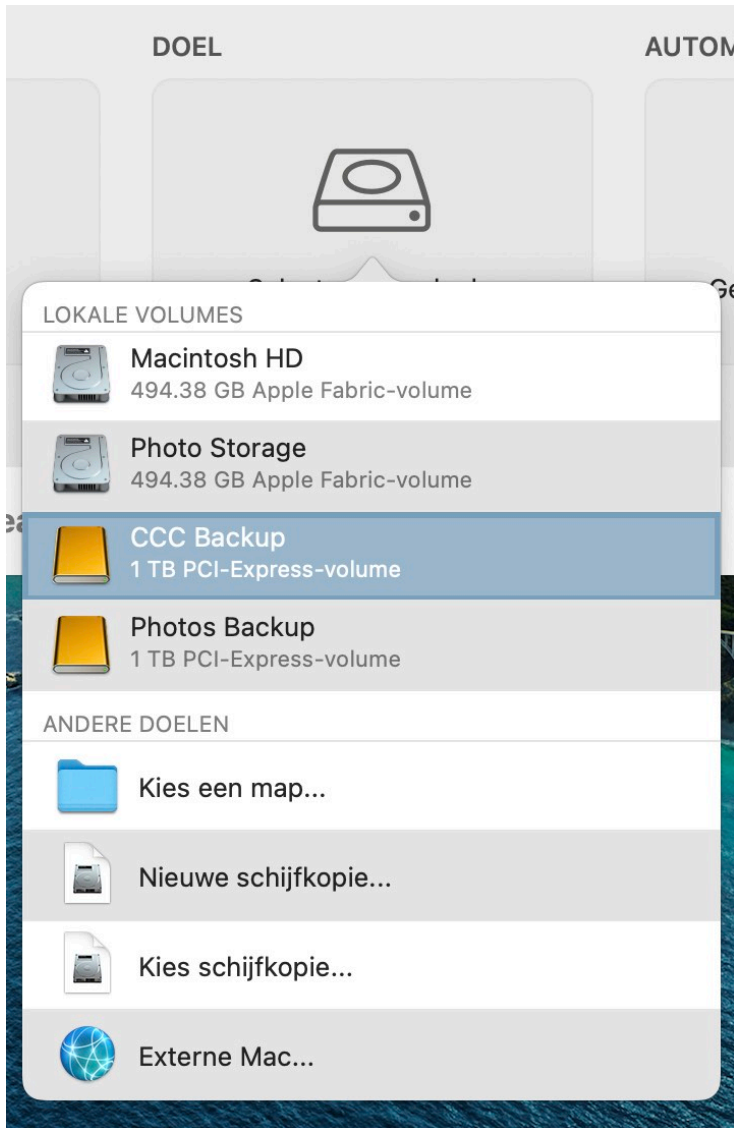 DOEL
LOKALE VOLUMES
Macintosh HD
494.38 GB Apple Fabric-volume
Photo Storage
494.38 GB Apple Fabric-volume
CCC Backup
1 TB PCI-Express-volume
Photos Backup
1 TB PCI-Express-volume
ANDERE DOELEN
Kies een map...
Nieuwe schijfkopie...
Kies schijfkopie...
Externe Mac...